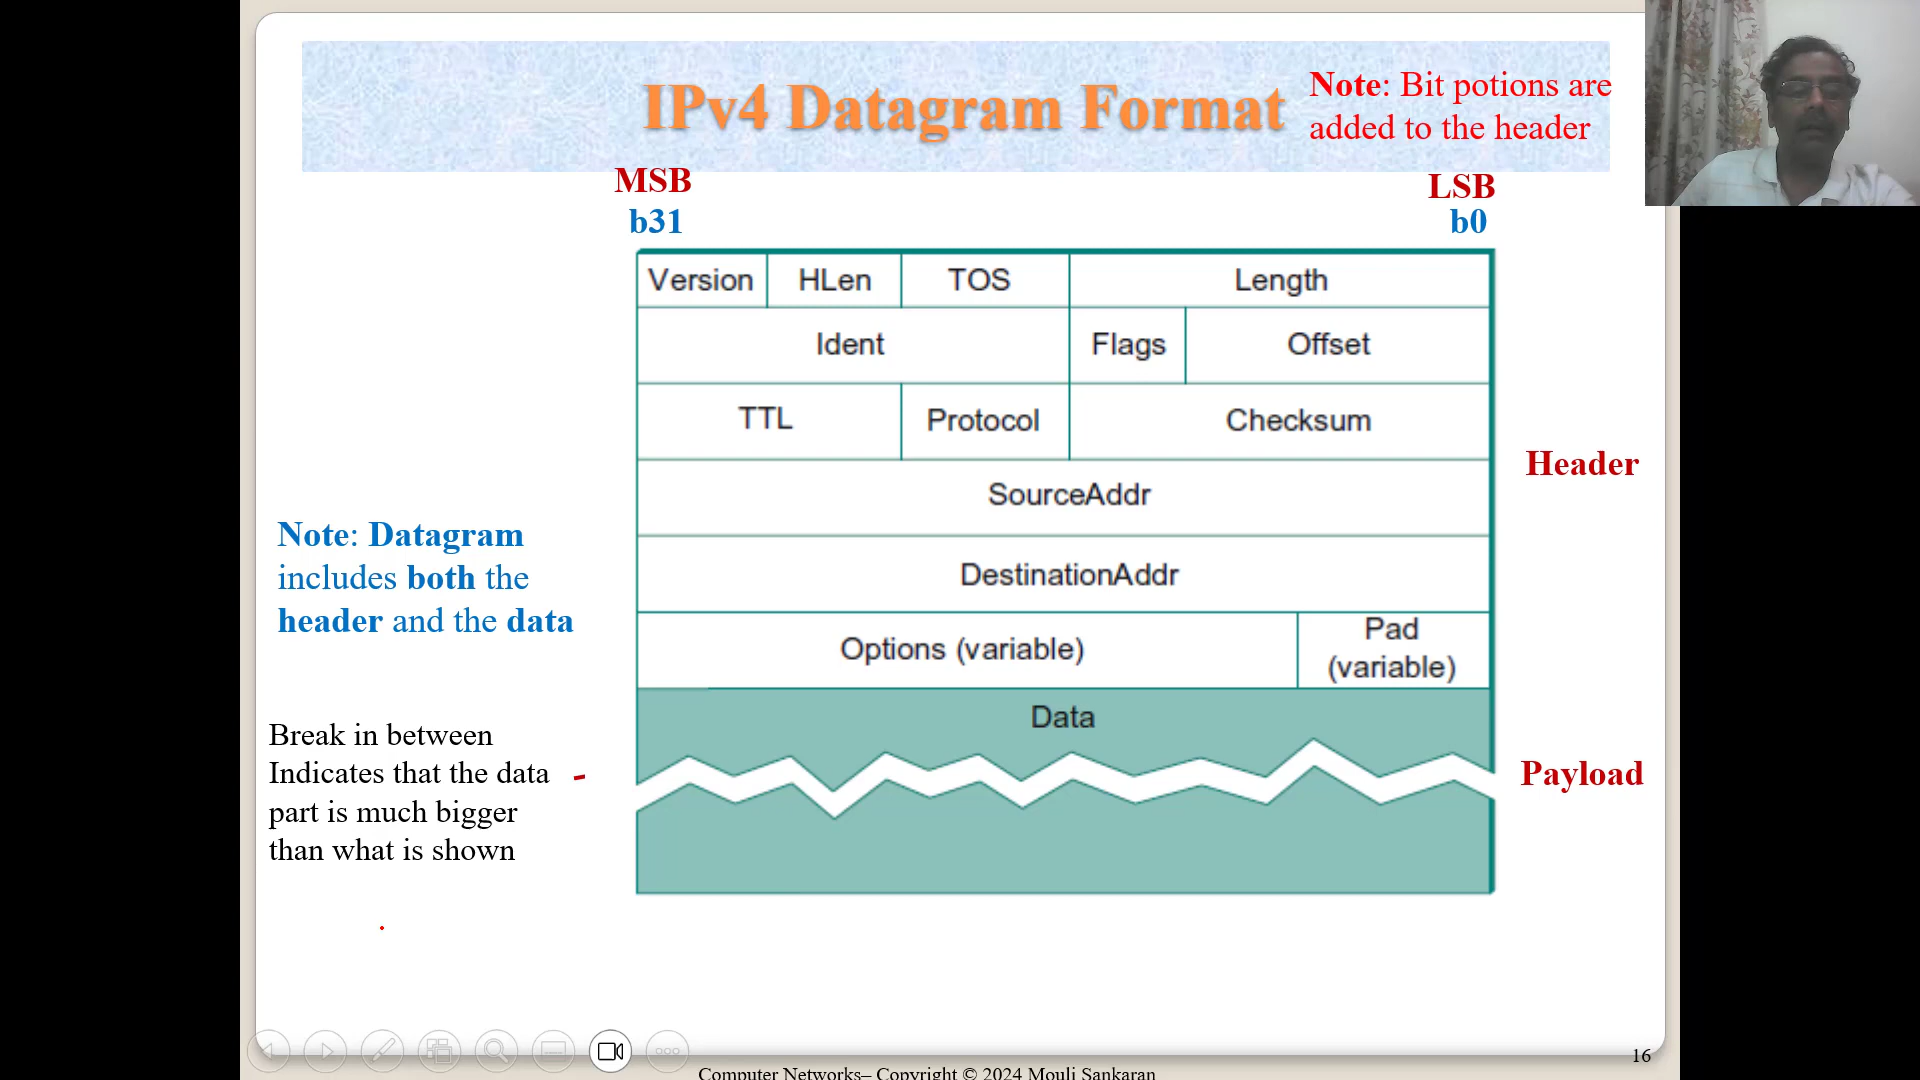 IPv4 Datagram Format
Note: Bit potions are
added to the header
MSB
LSB
b31
b0
Version HLen TOS Length
Ident Flags Offset
TTL Protocol Checksum
SourceAddr
DestinationAddr
Options (variable)
Pad
(variable)
Data
Header
Payload
Note: Datagram
includes both the
header and the data
Break in between
Indicates that the data
part is much bigger
than what is shown
16
Computer Networks– Copyright © 2024 Mouli Sankaran